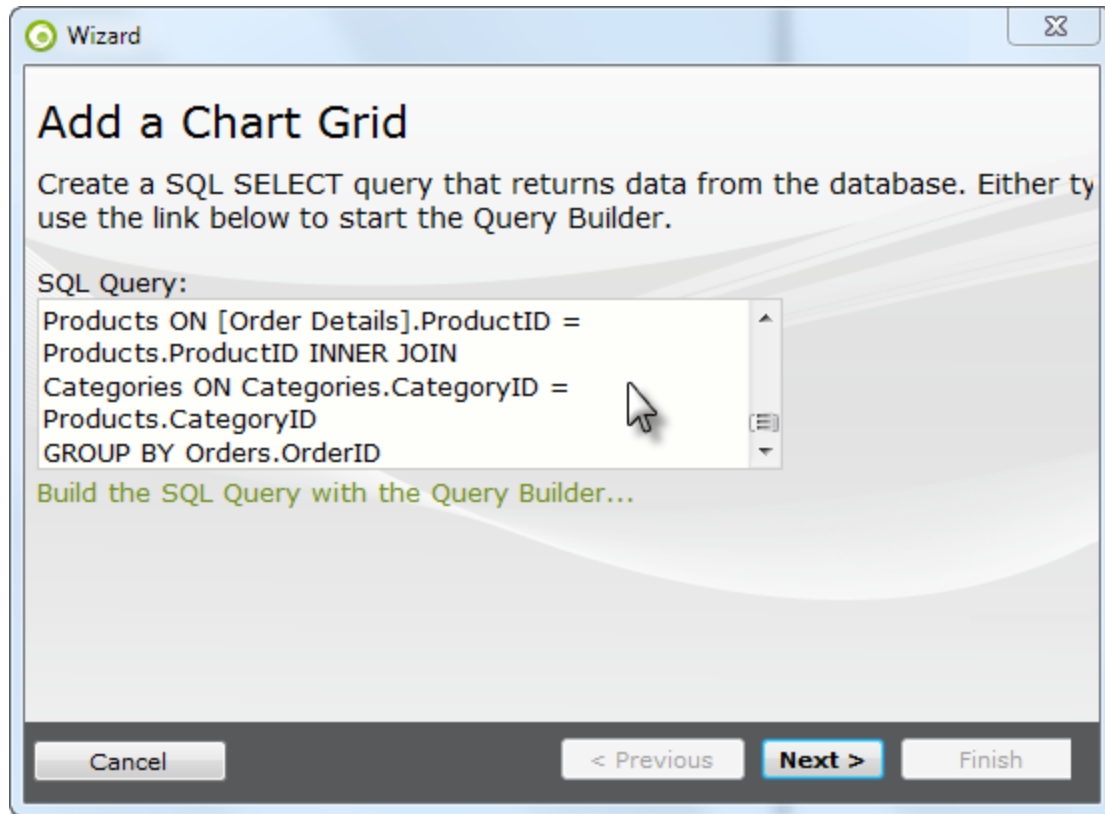 Wizard
Add a Chart Grid
Create a SQL SELECT query that returns data from the database. Either ty
use the link below to start the Query Builder.
SQL Query:
Products ON [Order Details].ProductID =
Products.ProductID INNER JOIN
Categories ON Categories.CategoryID =
Products.CategoryID
GROUP BY Orders.OrderID
Build the SQL Query with the Query Builder...
Cancel
< Previous
Next >
Finish